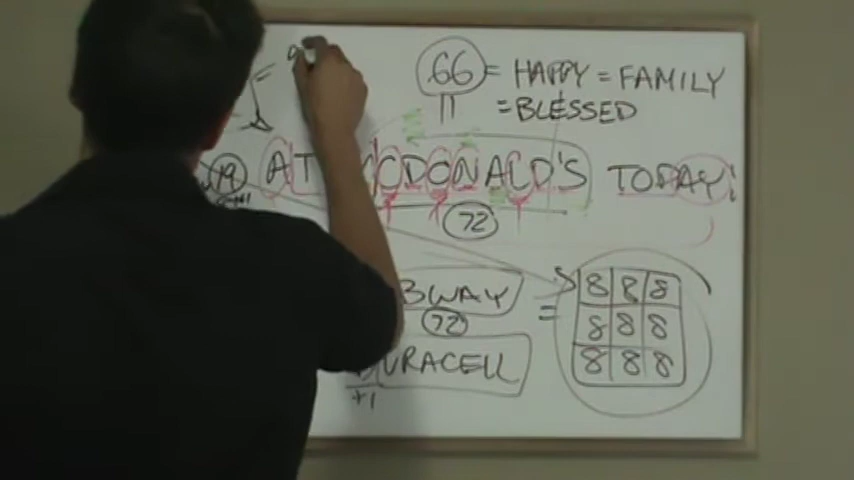 66 = HAPPY = FAMILY
= BLESSED
19 AT CDONALD'S TODAY!
72
BWAY = 8 8 8
72 8 8 8
URACELL 8 8 8
+1